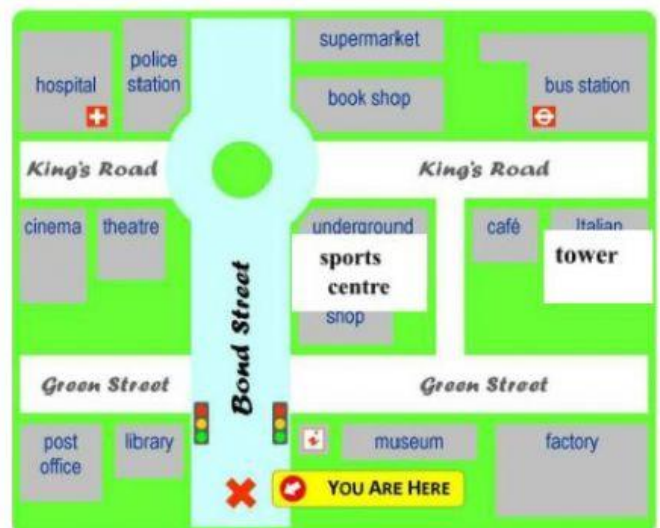 supermarket
police
station
hospital
book shop
bus station
King's Road
King's Road
cinema
theatre
underground
café
Italian
sports
centre
tower
shop
Bond Street
Green Street
Green Street
post
office
library
museum
factory
YOU ARE HERE